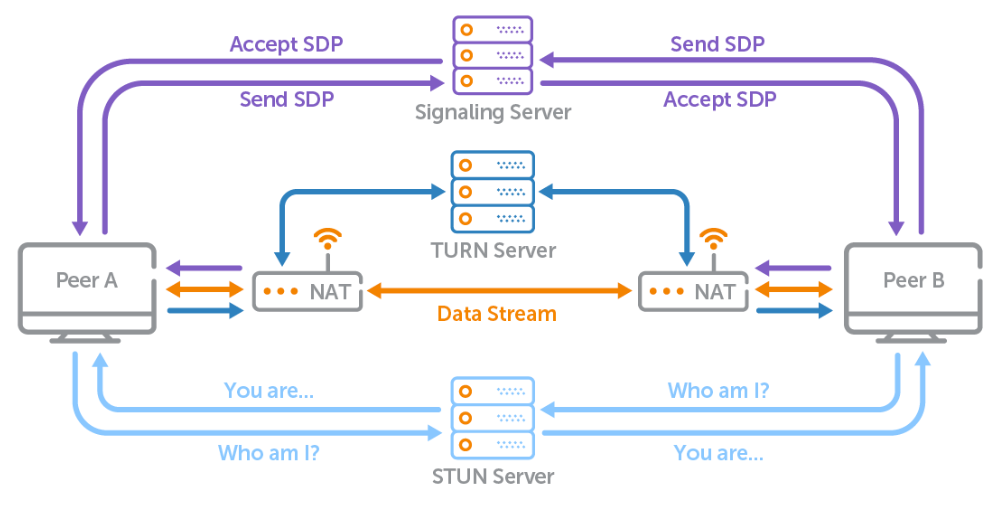 Accept SDP
Send SDP
Send SDP
Accept SDP
Signaling Server
TURN Server
Peer A
NAT
Data Stream
NAT
Peer B
You are...
Who am I?
Who am I?
You are...
STUN Server